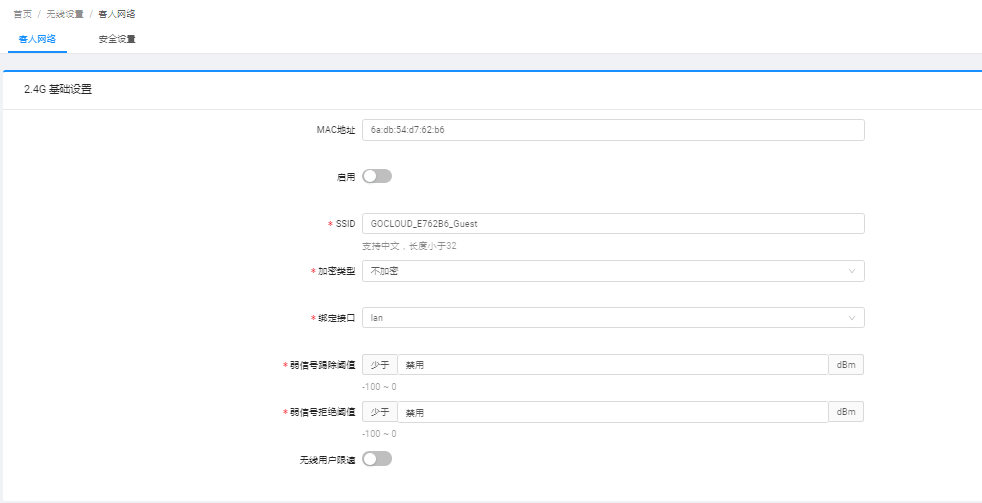 首页 / 无线设置 / 客人网络
客人网络 安全设置
2.4G 基础设置
MAC地址 6a:db:54:d7:62:b6
启用
* SSID GOCLOUD_E762B6_Guest
支持中文，长度小于32
* 加密类型 不加密
* 绑定接口 lan
* 弱信号踢除阈值 少于 禁用 dBm
-100 ~ 0
* 弱信号拒绝阈值 少于 禁用 dBm
-100 ~ 0
无线用户限速